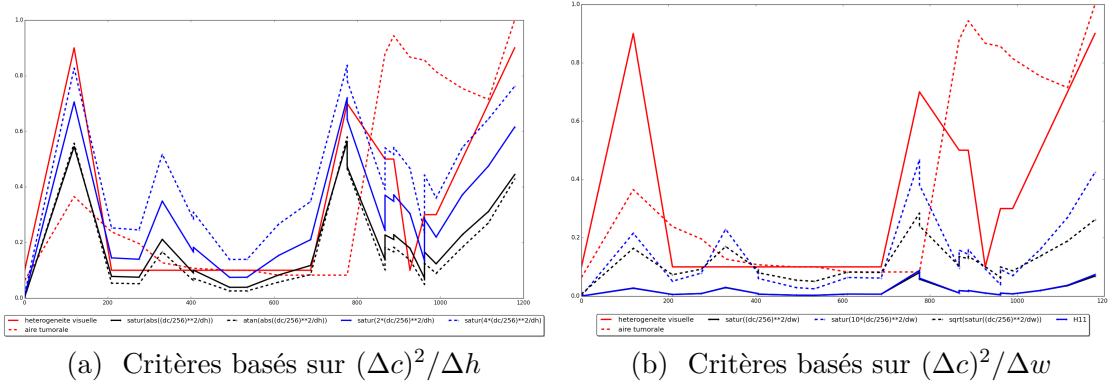 1.0
0.8
0.6
0.4
0.2
0.0
0 200 400 600 800 1000 1200
heterogeneite visuelle satur(abs((dc/256)**2/dh)) atan(abs((dc/256)**2/dh)) satur(2*(dc/256)**2/dh) satur(4*(dc/256)**2/dh)
aire tumorale
(a) Critères basés sur (Δc)²/Δh
1.0
0.8
0.6
0.4
0.2
0.0
0 200 400 600 800 1000 1200
heterogeneite visuelle satur((dc/256)**2/dw) satur(10*(dc/256)**2/dw) sqrt(satur((dc/256)**2/dw)) H11
aire tumorale
(b) Critères basés sur (Δc)²/Δw